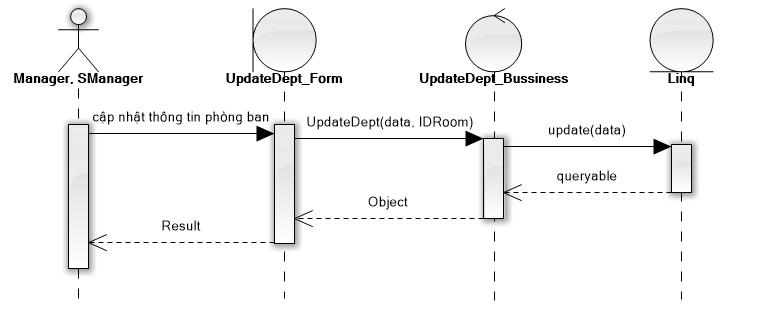 Manager, SManager
UpdateDept_Form
UpdateDept_Bussiness
Linq
cập nhật thông tin phòng ban
UpdateDept(data, IDRoom)
update(data)
queryable
Object
Result